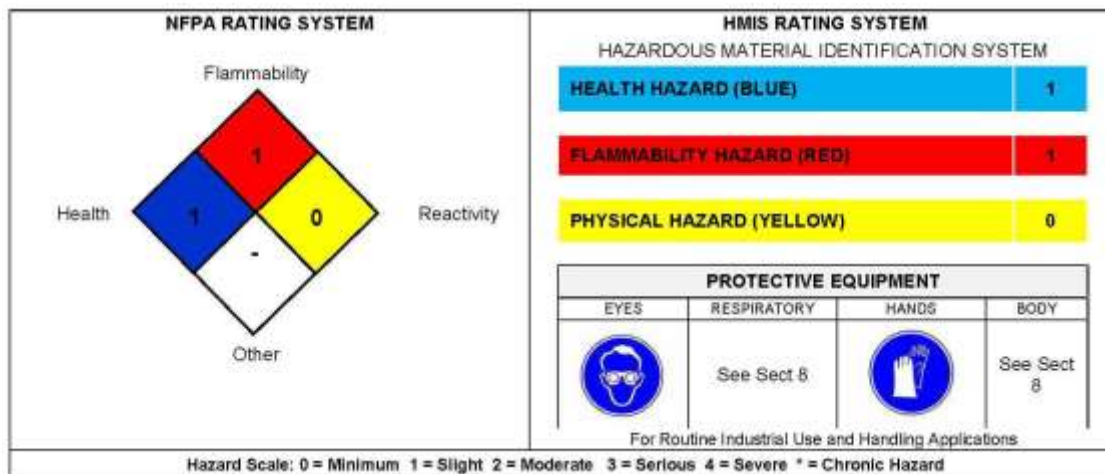 NFPA RATING SYSTEM
Flammability
1
Health
1
0
Reactivity
-
Other
HMIS RATING SYSTEM
HAZARDOUS MATERIAL IDENTIFICATION SYSTEM
HEALTH HAZARD (BLUE) 1
FLAMMABILITY HAZARD (RED) 1
PHYSICAL HAZARD (YELLOW) 0
PROTECTIVE EQUIPMENT
EYES RESPIRATORY HANDS BODY
See Sect 8
See Sect
8
For Routine Industrial Use and Handling Applications
Hazard Scale: 0 = Minimum 1 = Slight 2 = Moderate 3 = Serious 4 = Severe * = Chronic Hazard